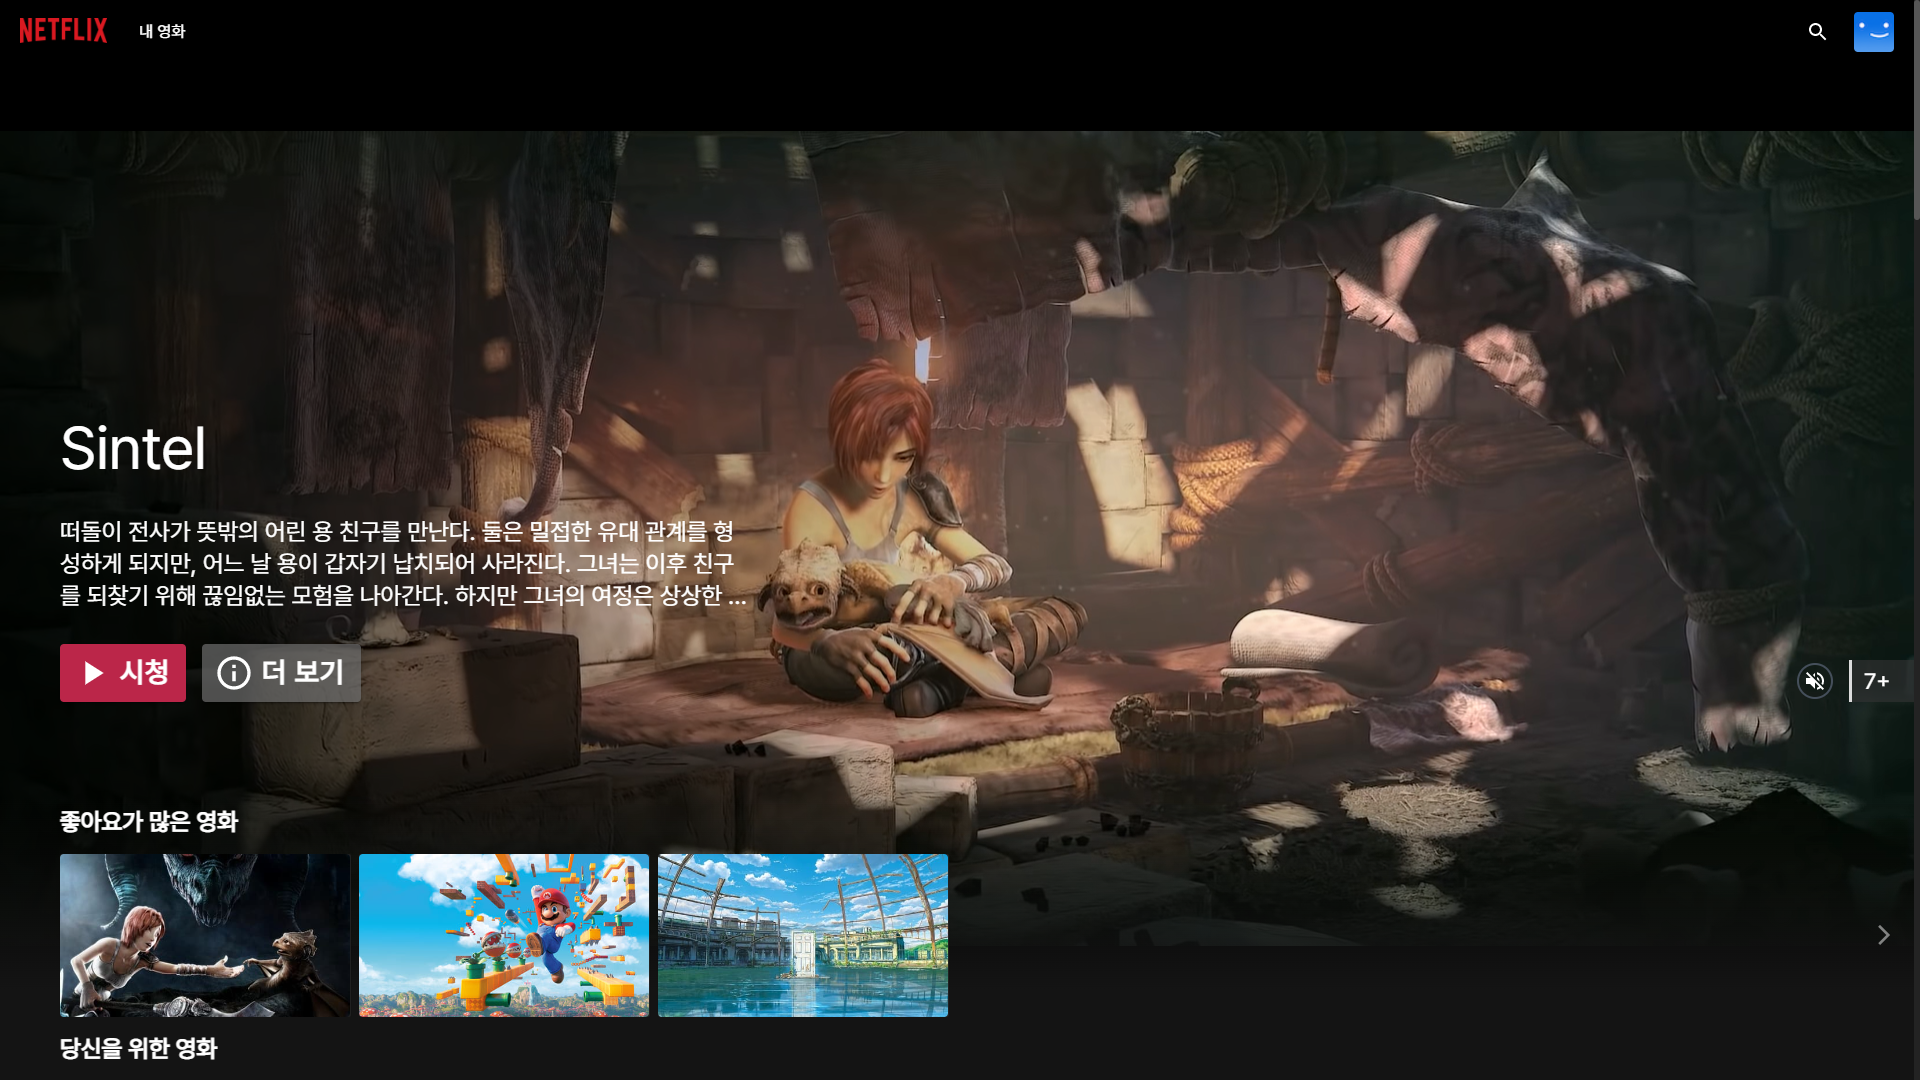 NETFLIX
내 영화
Sintel
떠돌이 전사가 뜻밖의 어린 용 친구를 만난다. 둘은 밀접한 유대 관계를 형
성하게 되지만, 어느 날 용이 갑자기 납치되어 사라진다. 그녀는 이후 친구
를 되찾기 위해 끊임없는 모험을 나아간다. 하지만 그녀의 여정은 상상한 ...
시청
더 보기
7+
좋아요가 많은 영화
당신을 위한 영화